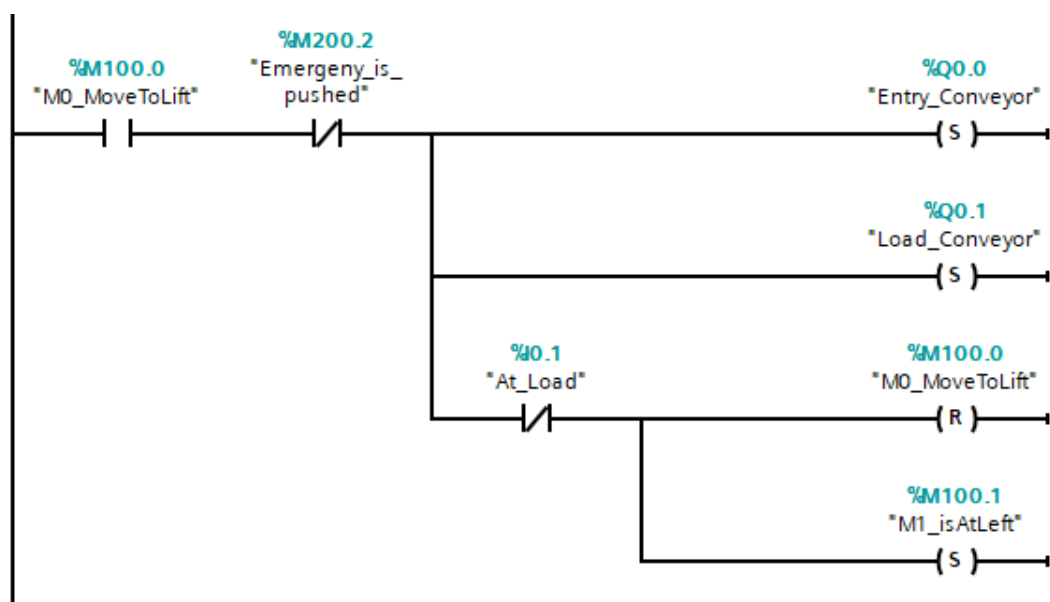 %M100.0
"M0_MoveToLift"
%M200.2
"Emergeny_is_
pushed"
%Q0.0
"Entry_Conveyor"
S
%Q0.1
"Load_Conveyor"
S
%I0.1
"At_Load"
%M100.0
"M0_MoveToLift"
R
%M100.1
"M1_isAtLeft"
S